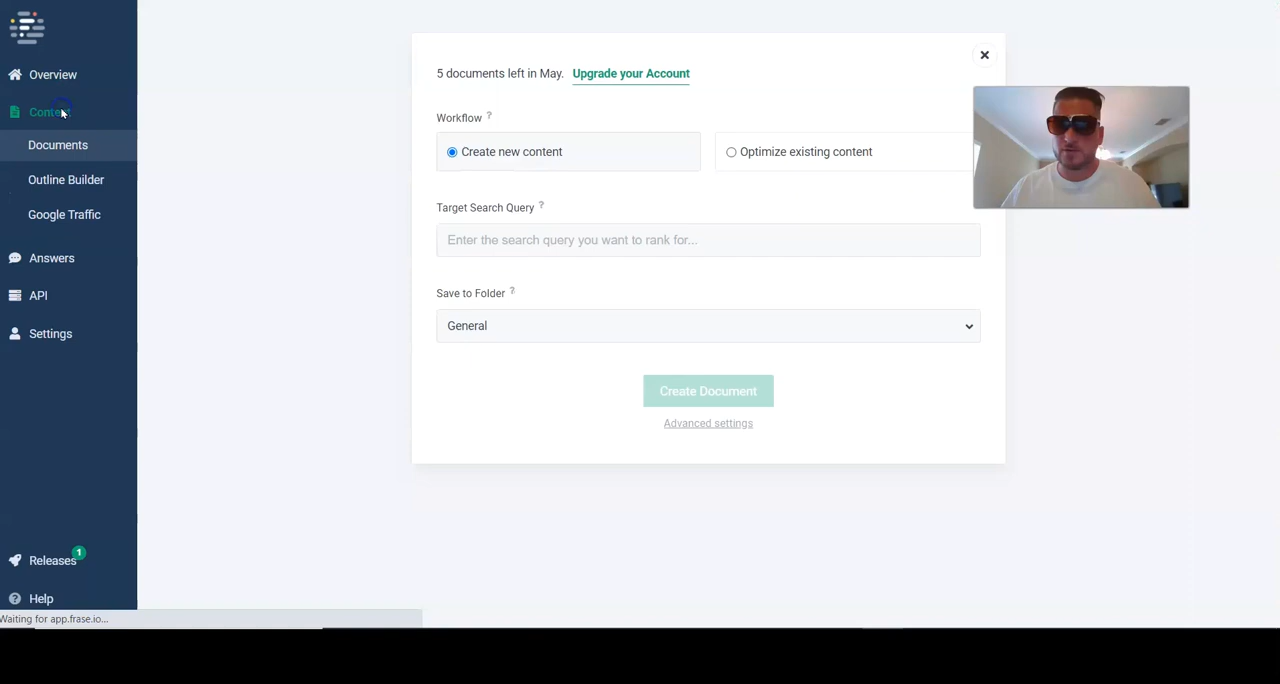 Overview
Content
Documents
Outline Builder
Google Traffic
Answers
API
Settings
Releases 1
Help
Waiting for app.frase.io...
5 documents left in May. Upgrade your Account
Workflow ?
Create new content
Optimize existing content
Target Search Query ?
Enter the search query you want to rank for...
Save to Folder ?
General
Create Document
Advanced settings